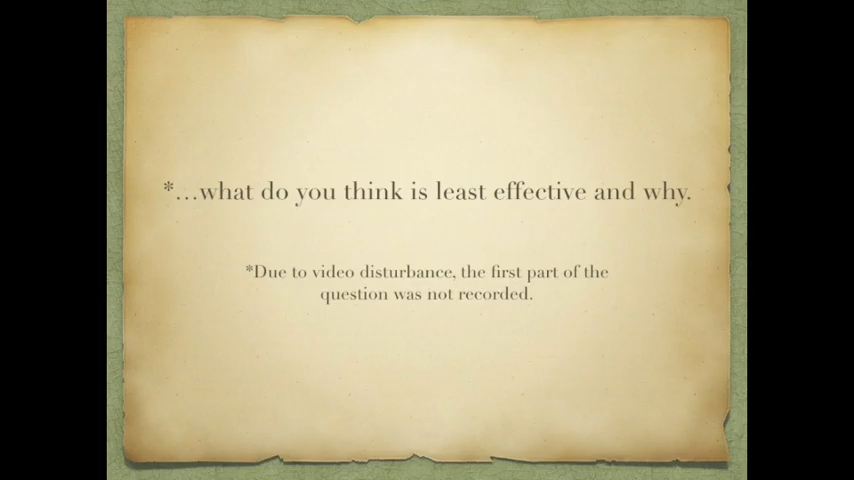 *…what do you think is least effective and why.
*Due to video disturbance, the first part of the
question was not recorded.